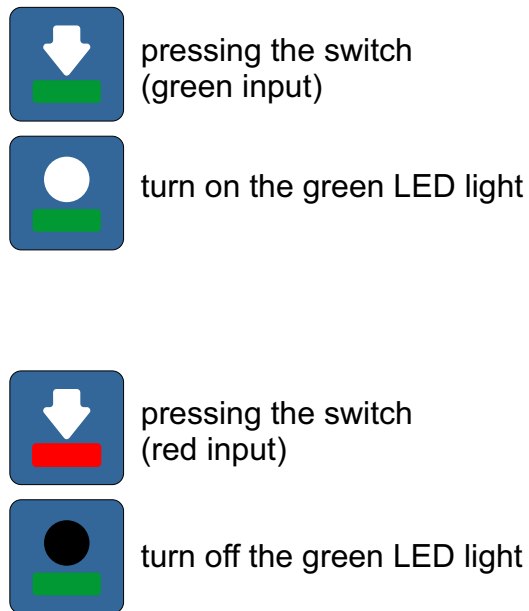 pressing the switch
(green input)
turn on the green LED light
pressing the switch
(red input)
turn off the green LED light